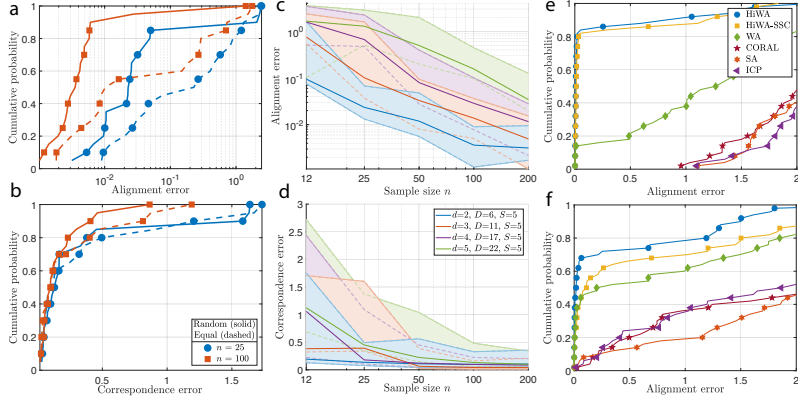 a
Cumulative probability
1
0.8
0.6
0.4
0.2
0
10⁻²
10⁻¹
10⁰
Alignment error
b
Cumulative probability
1
0.8
0.6
0.4
0.2
0
0.5
1
1.5
Correspondence error
Random (solid)
Equal (dashed)
n = 25
n = 100
c
Alignment error
10⁰
10⁻¹
10⁻²
12
25
50
100
200
Sample size n
d
Correspondence error
3
2.5
2
1.5
1
0.5
0
12
25
50
100
200
Sample size n
d=2, D=6, S=5
d=3, D=11, S=5
d=4, D=17, S=5
d=5, D=22, S=5
e
Cumulative probability
1
0.8
0.6
0.4
0.2
0
0
0.5
1
1.5
2
Alignment error
HiWA
HiWA-SSC
WA
CORAL
SA
ICP
f
Cumulative probability
1
0.8
0.6
0.4
0.2
0
0
0.5
1
1.5
2
Alignment error